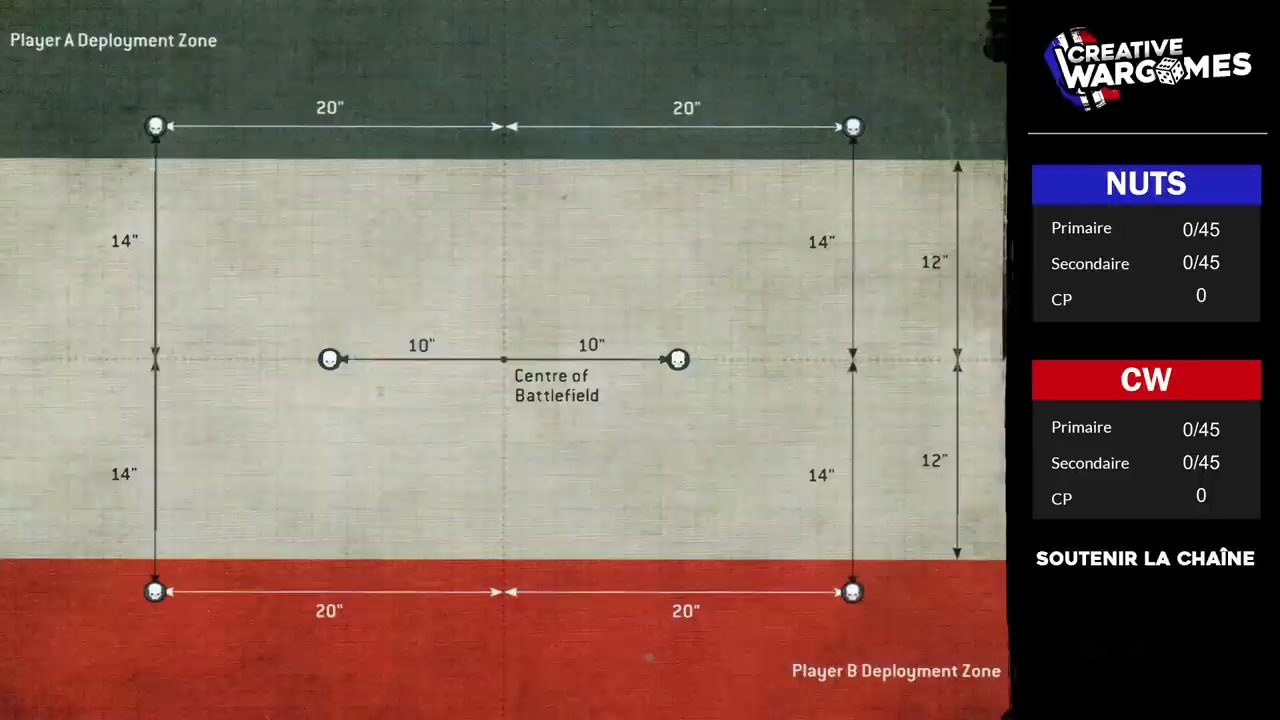 Player A Deployment Zone
20" 20"
14" 14" 12"
10" 10"
Centre of
Battlefield
14" 14" 12"
20" 20"
Player B Deployment Zone
CREATIVE
WARGAMES
NUTS
Primaire 0/45
Secondaire 0/45
CP 0
CW
Primaire 0/45
Secondaire 0/45
CP 0
SOUTENIR LA CHAÎNE